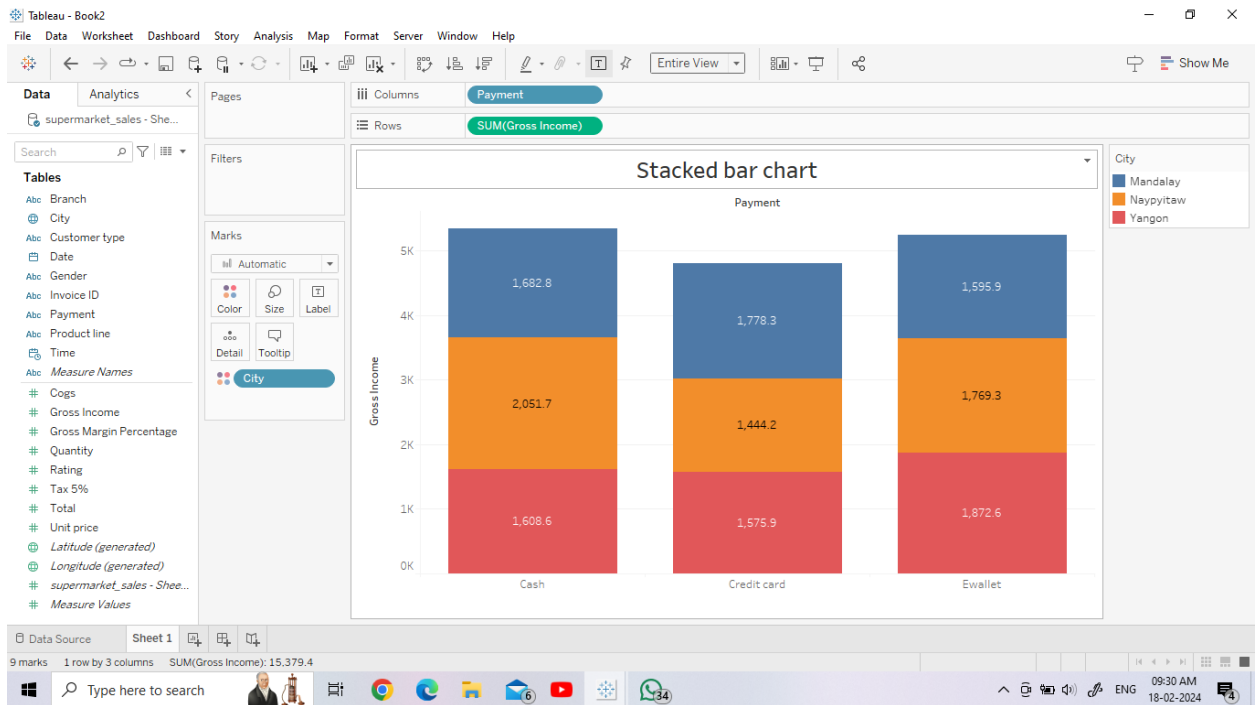 Tableau - Book2
File Data Worksheet Dashboard Story Analysis Map Format Server Window Help
Entire View
Show Me
Data Analytics
supermarket_sales - She...
Search
Tables
Abc Branch
City
Abc Customer type
Date
Abc Gender
Abc Invoice ID
Abc Payment
Abc Product line
Time
Abc Measure Names
# Cogs
# Gross Income
# Gross Margin Percentage
# Quantity
# Rating
# Tax 5%
# Total
# Unit price
Latitude (generated)
Longitude (generated)
# supermarket_sales - Shee...
# Measure Values
Pages
Filters
Marks
Automatic
Color Size Label
Detail Tooltip
City
Columns Payment
Rows SUM(Gross Income)
Stacked bar chart
Payment
Gross Income
5K
4K
3K
2K
1K
0K
1,682.8
2,051.7
1,608.6
1,778.3
1,444.2
1,575.9
1,595.9
1,769.3
1,872.6
Cash Credit card Ewallet
City
Mandalay
Naypyitaw
Yangon
Data Source Sheet 1
9 marks 1 row by 3 columns SUM(Gross Income): 15,379.4
Type here to search
6
34
ENG
09:30 AM
18-02-2024
4